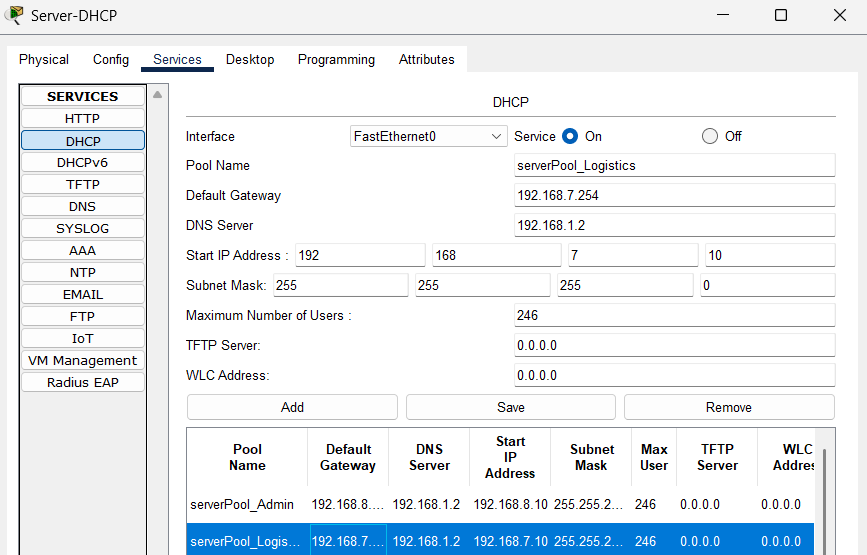 Server-DHCP
Physical Config Services Desktop Programming Attributes
SERVICES
HTTP
DHCP
DHCPv6
TFTP
DNS
SYSLOG
AAA
NTP
EMAIL
FTP
IoT
VM Management
Radius EAP
DHCP
Interface FastEthernet0 Service On Off
Pool Name serverPool_Logistics
Default Gateway 192.168.7.254
DNS Server 192.168.1.2
Start IP Address : 192 168 7 10
Subnet Mask: 255 255 255 0
Maximum Number of Users : 246
TFTP Server: 0.0.0.0
WLC Address: 0.0.0.0
Add Save Remove
Pool Name Default Gateway DNS Server Start IP Address Subnet Mask Max User TFTP Server WLC Addres
serverPool_Admin 192.168.8.... 192.168.1.2 192.168.8.10 255.255.2... 246 0.0.0.0 0.0.0.0
serverPool_Logis... 192.168.7.... 192.168.1.2 192.168.7.10 255.255.2... 246 0.0.0.0 0.0.0.0